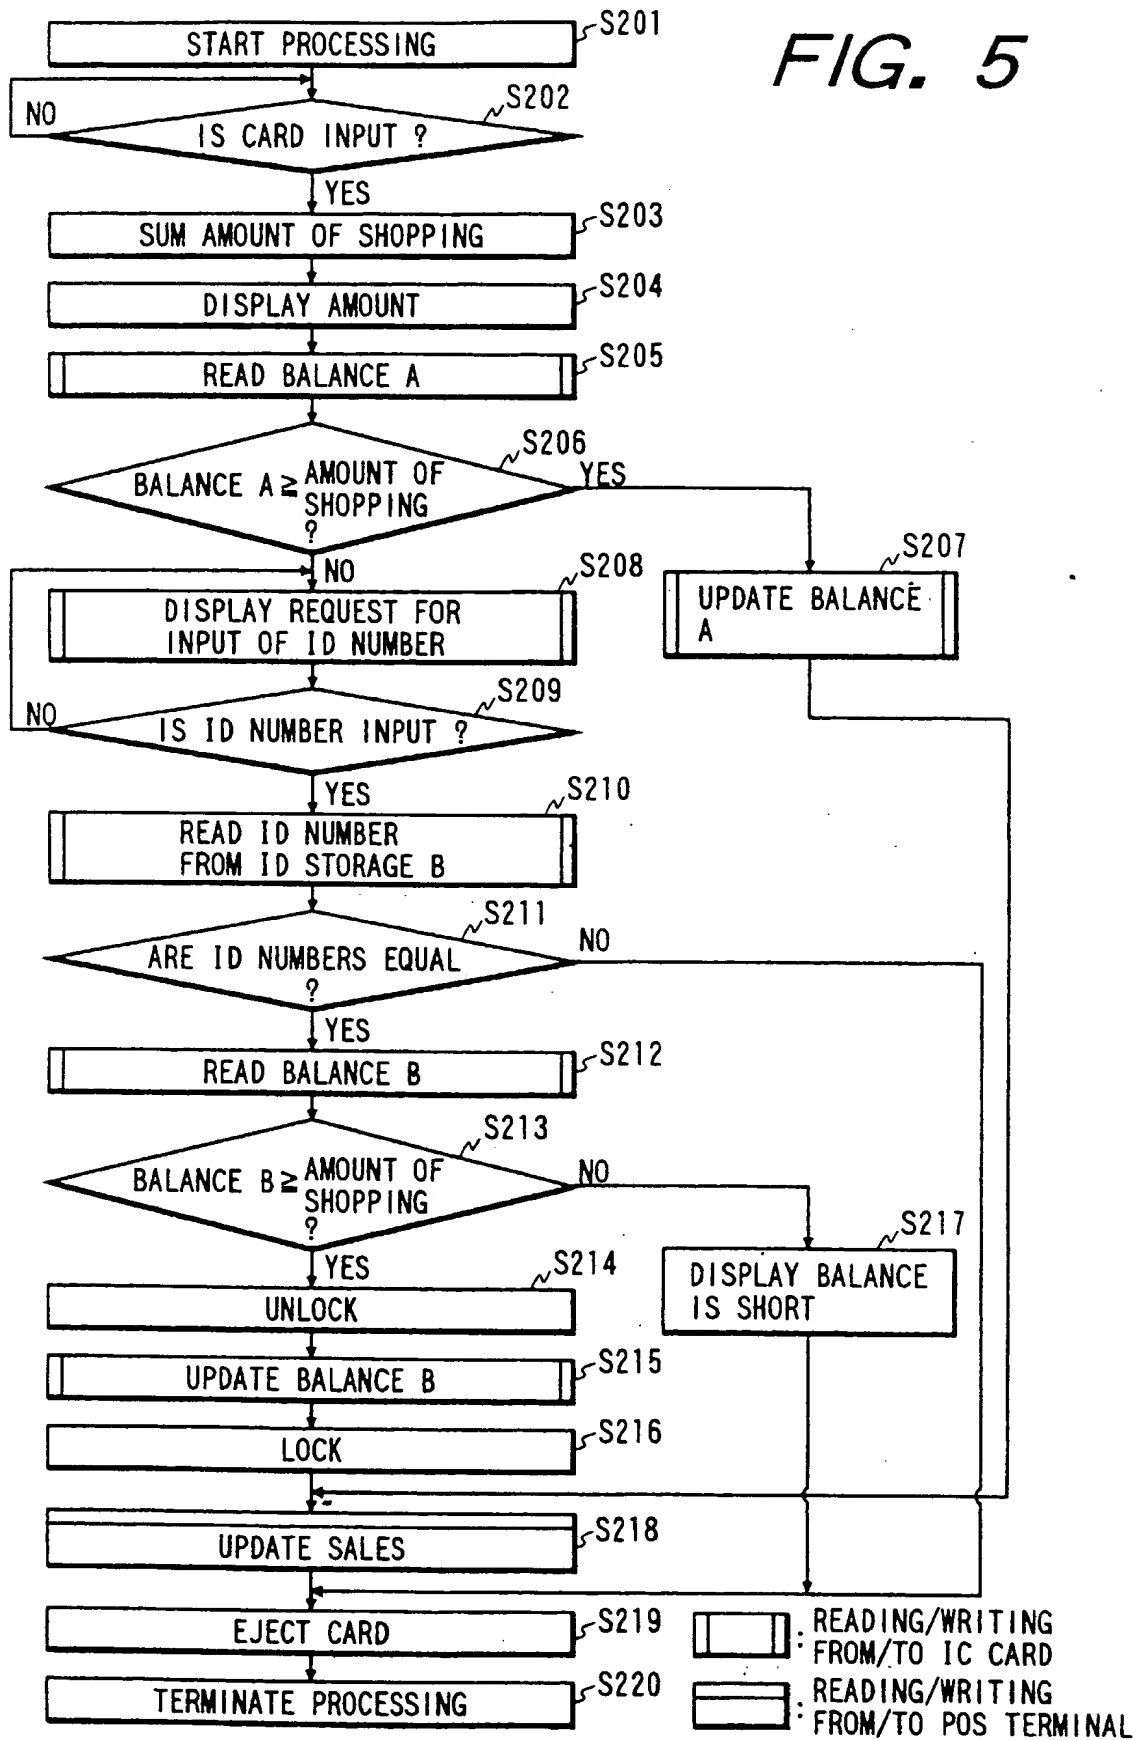 FIG. 5
START PROCESSING
S201
NO
IS CARD INPUT ?
S202
YES
SUM AMOUNT OF SHOPPING
S203
DISPLAY AMOUNT
S204
READ BALANCE A
S205
S206
BALANCE A ≧ AMOUNT OF
SHOPPING
?
YES
NO
S207
UPDATE BALANCE
A
S208
DISPLAY REQUEST FOR
INPUT OF ID NUMBER
S209
NO
IS ID NUMBER INPUT ?
YES
S210
READ ID NUMBER
FROM ID STORAGE B
S211
ARE ID NUMBERS EQUAL
?
NO
YES
READ BALANCE B
S212
S213
BALANCE B ≧ AMOUNT OF
SHOPPING
?
NO
YES
S217
DISPLAY BALANCE
IS SHORT
S214
UNLOCK
UPDATE BALANCE B
S215
LOCK
S216
UPDATE SALES
S218
EJECT CARD
S219
TERMINATE PROCESSING
S220
: READING/WRITING
FROM/TO IC CARD
: READING/WRITING
FROM/TO POS TERMINAL